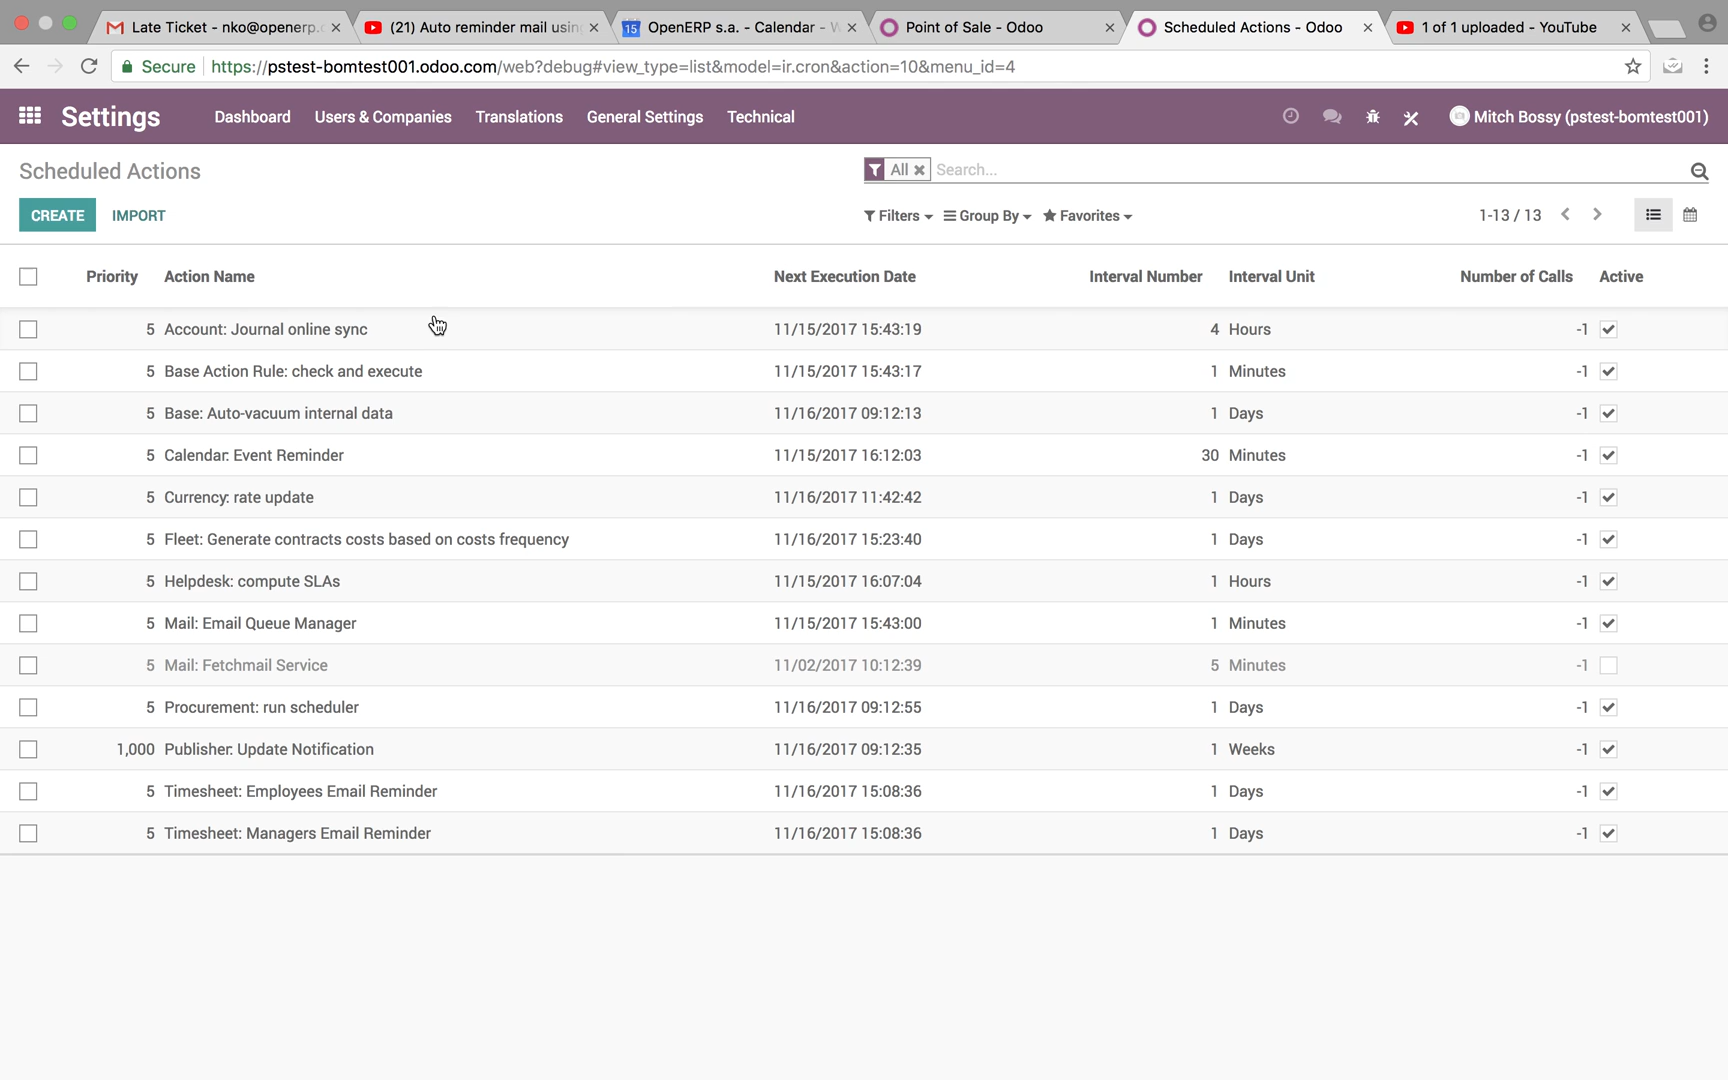 Late Ticket - nko@openerp.c
(21) Auto reminder mail usin
15 OpenERP s.a. - Calendar - W
Point of Sale - Odoo
Scheduled Actions - Odoo
1 of 1 uploaded - YouTube
Secure https://pstest-bomtest001.odoo.com/web?debug#view_type=list&model=ir.cron&action=10&menu_id=4
Settings Dashboard Users & Companies Translations General Settings Technical Mitch Bossy (pstest-bomtest001)
Scheduled Actions All Search...
CREATE IMPORT Filters Group By Favorites 1-13 / 13
Priority Action Name Next Execution Date Interval Number Interval Unit Number of Calls Active
5 Account: Journal online sync 11/15/2017 15:43:19 4 Hours -1
5 Base Action Rule: check and execute 11/15/2017 15:43:17 1 Minutes -1
5 Base: Auto-vacuum internal data 11/16/2017 09:12:13 1 Days -1
5 Calendar: Event Reminder 11/15/2017 16:12:03 30 Minutes -1
5 Currency: rate update 11/16/2017 11:42:42 1 Days -1
5 Fleet: Generate contracts costs based on costs frequency 11/16/2017 15:23:40 1 Days -1
5 Helpdesk: compute SLAs 11/15/2017 16:07:04 1 Hours -1
5 Mail: Email Queue Manager 11/15/2017 15:43:00 1 Minutes -1
5 Mail: Fetchmail Service 11/02/2017 10:12:39 5 Minutes -1
5 Procurement: run scheduler 11/16/2017 09:12:55 1 Days -1
1,000 Publisher: Update Notification 11/16/2017 09:12:35 1 Weeks -1
5 Timesheet: Employees Email Reminder 11/16/2017 15:08:36 1 Days -1
5 Timesheet: Managers Email Reminder 11/16/2017 15:08:36 1 Days -1